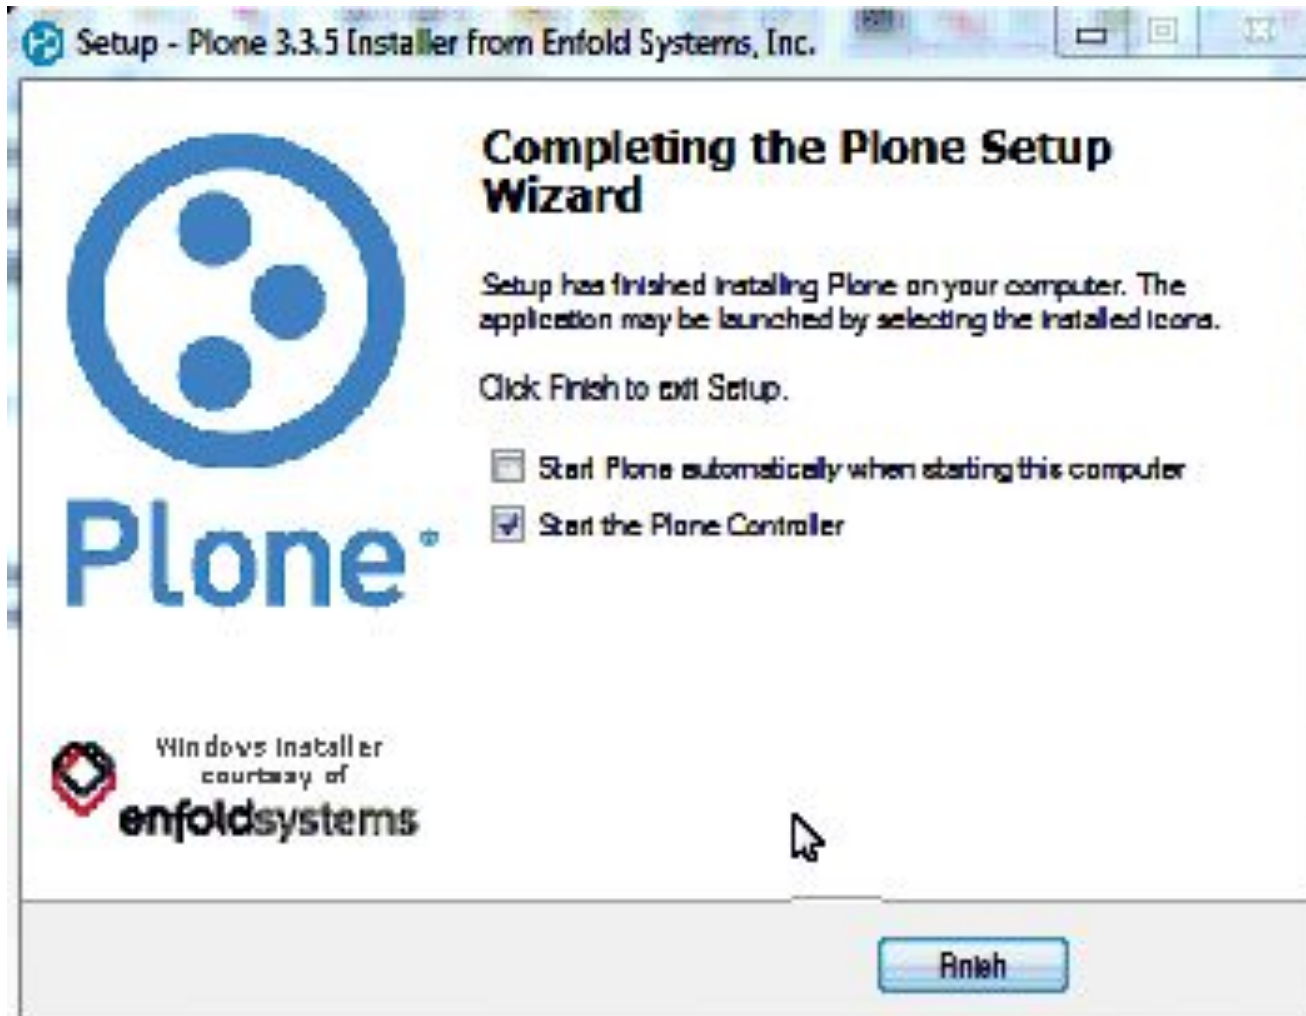 Setup - Plone 3.3.5 Installer from Enfold Systems, Inc.
Completing the Plone Setup
Wizard
Setup has finished installing Plone on your computer. The
application may be launched by selecting the installed icons.
Click Finish to exit Setup.
Start Plone automatically when starting this computer
Start the Plone Controller
Plone
Windows Installer
courtesy of
enfoldsystems
Finish